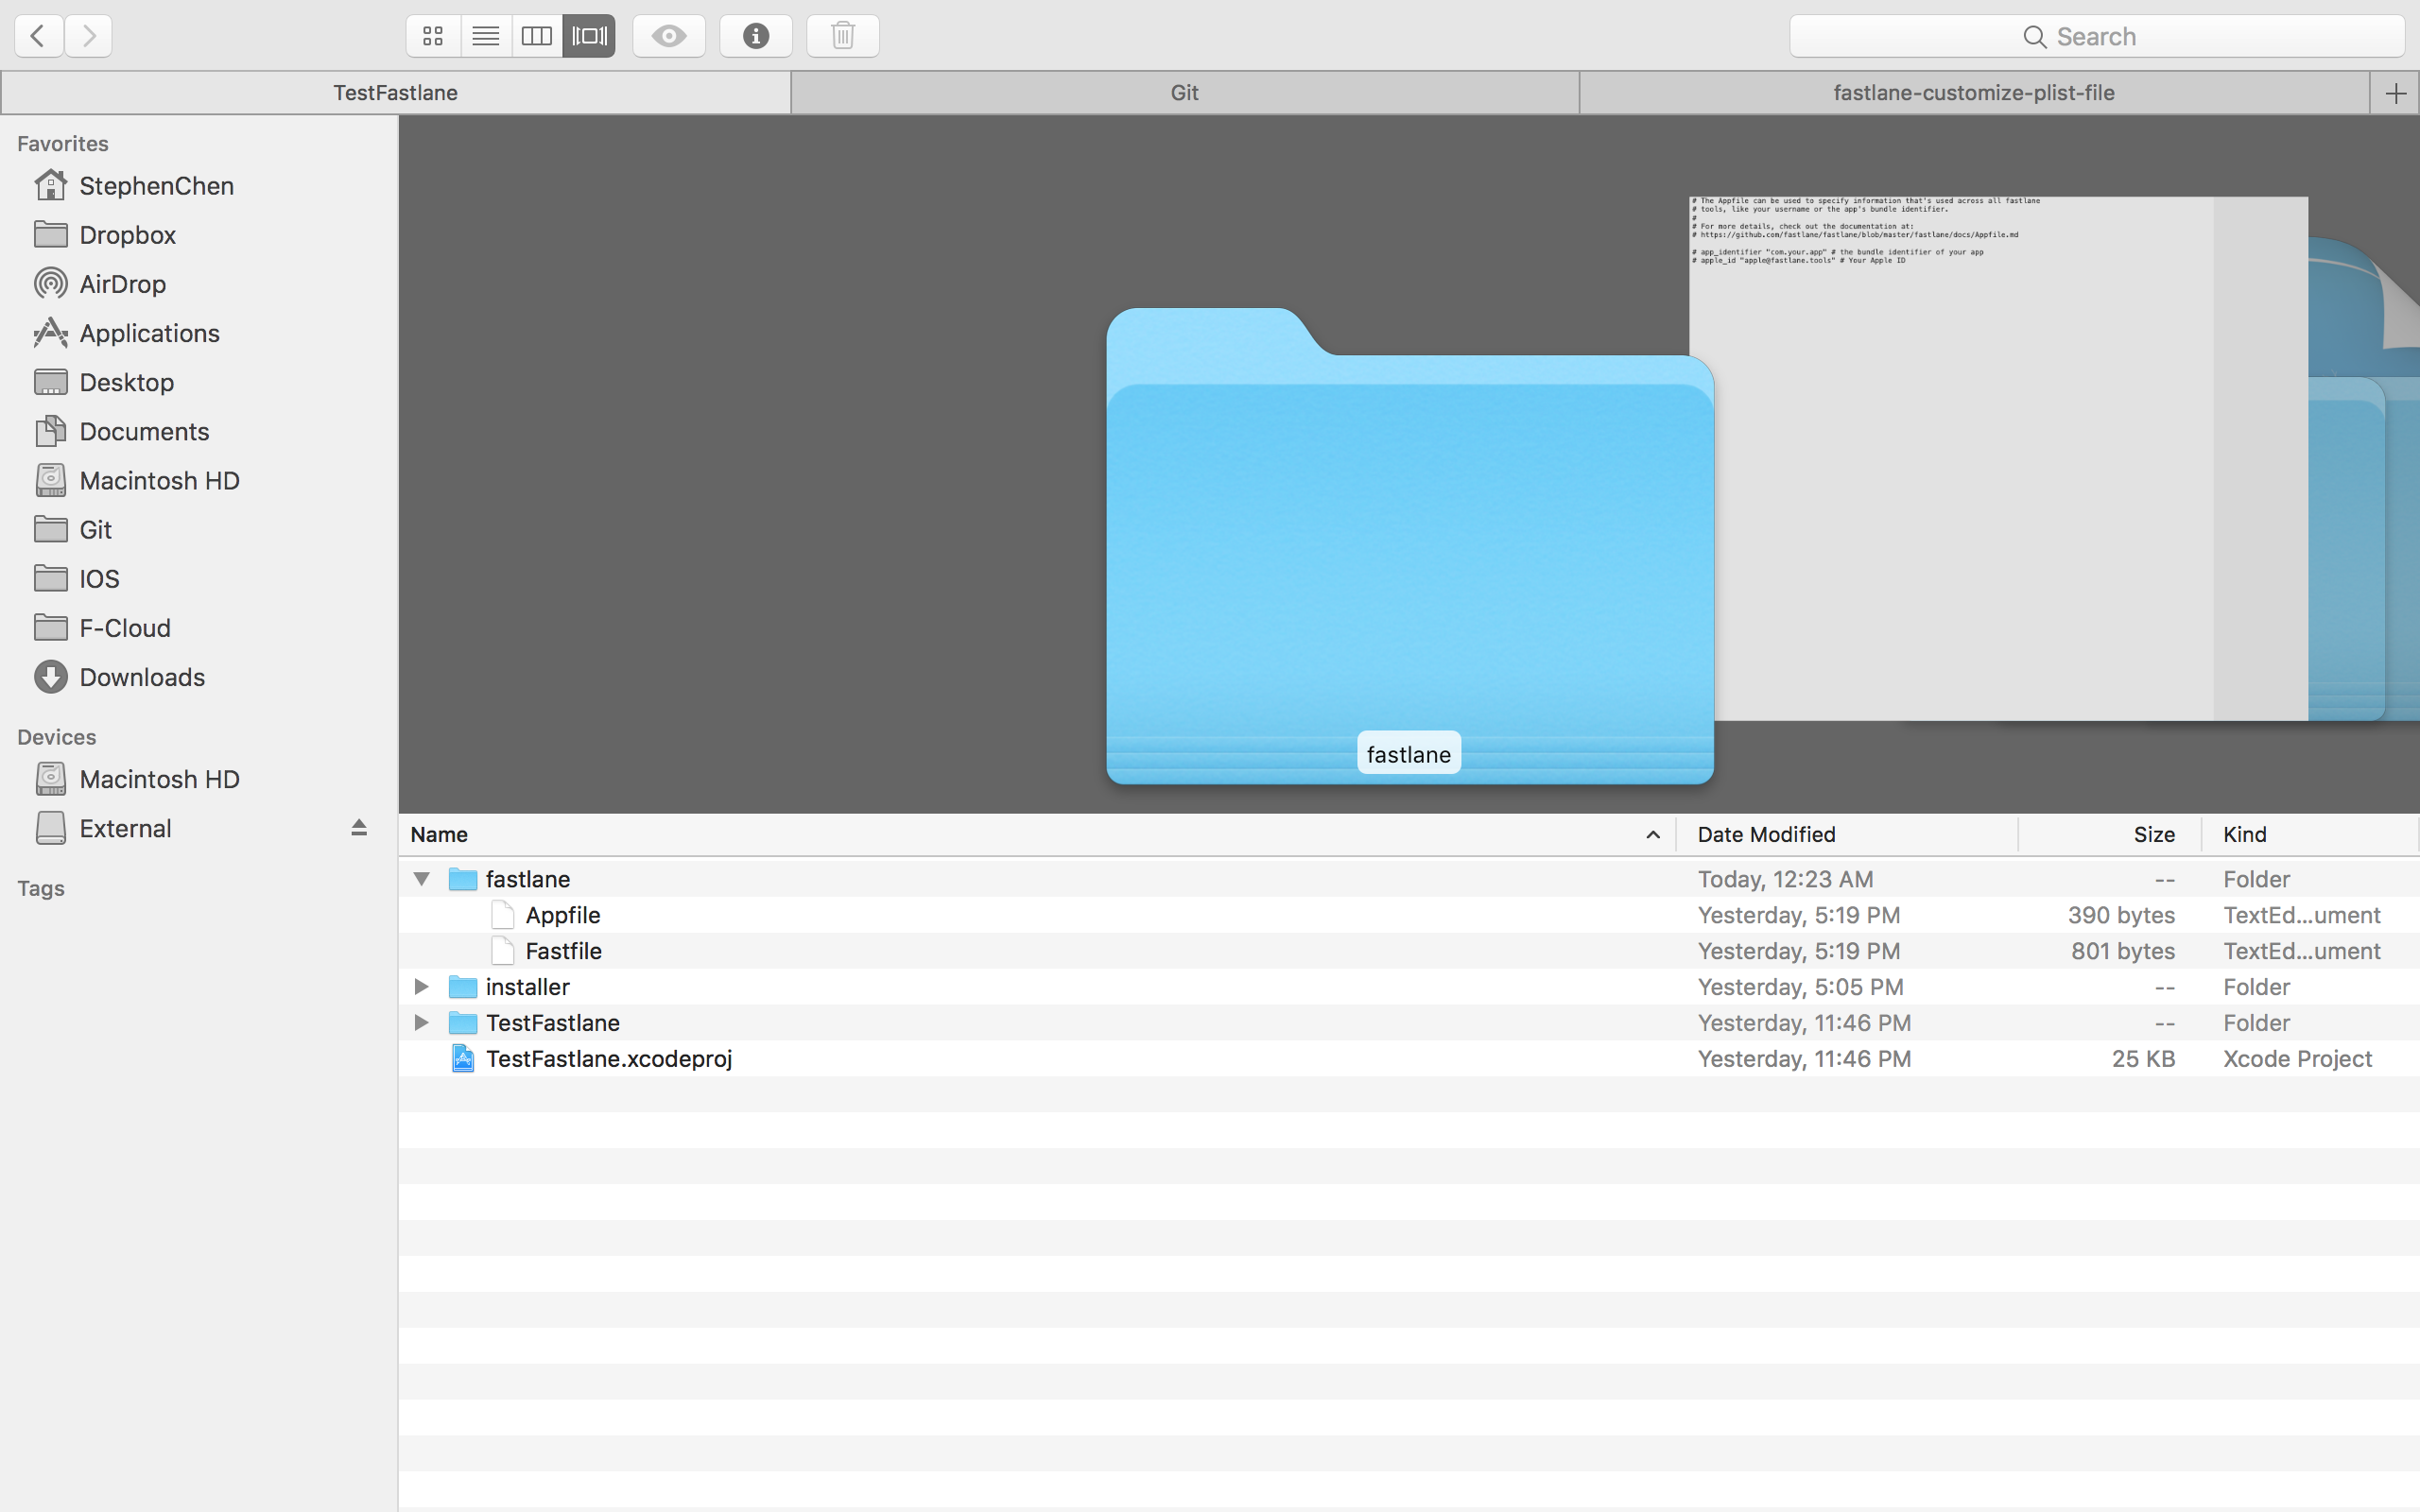 Search
TestFastlane
Git
fastlane-customize-plist-file
Favorites
StephenChen
Dropbox
AirDrop
Applications
Desktop
Documents
Macintosh HD
Git
IOS
F-Cloud
Downloads
Devices
Macintosh HD
External
Tags
# The Appfile can be used to specify information that's used across all fastlane
# tools, like your username or the app's bundle identifier.
#
# For more details, check out the documentation at:
# https://github.com/fastlane/fastlane/blob/master/fastlane/docs/Appfile.md
# app_identifier "com.your.app" # the bundle identifier of your app
# apple_id "apple@fastlane.tools" # Your Apple ID
fastlane
Name Date Modified Size Kind
fastlane Today, 12:23 AM -- Folder
Appfile Yesterday, 5:19 PM 390 bytes TextEd...ument
Fastfile Yesterday, 5:19 PM 801 bytes TextEd...ument
installer Yesterday, 5:05 PM -- Folder
TestFastlane Yesterday, 11:46 PM -- Folder
TestFastlane.xcodeproj Yesterday, 11:46 PM 25 KB Xcode Project